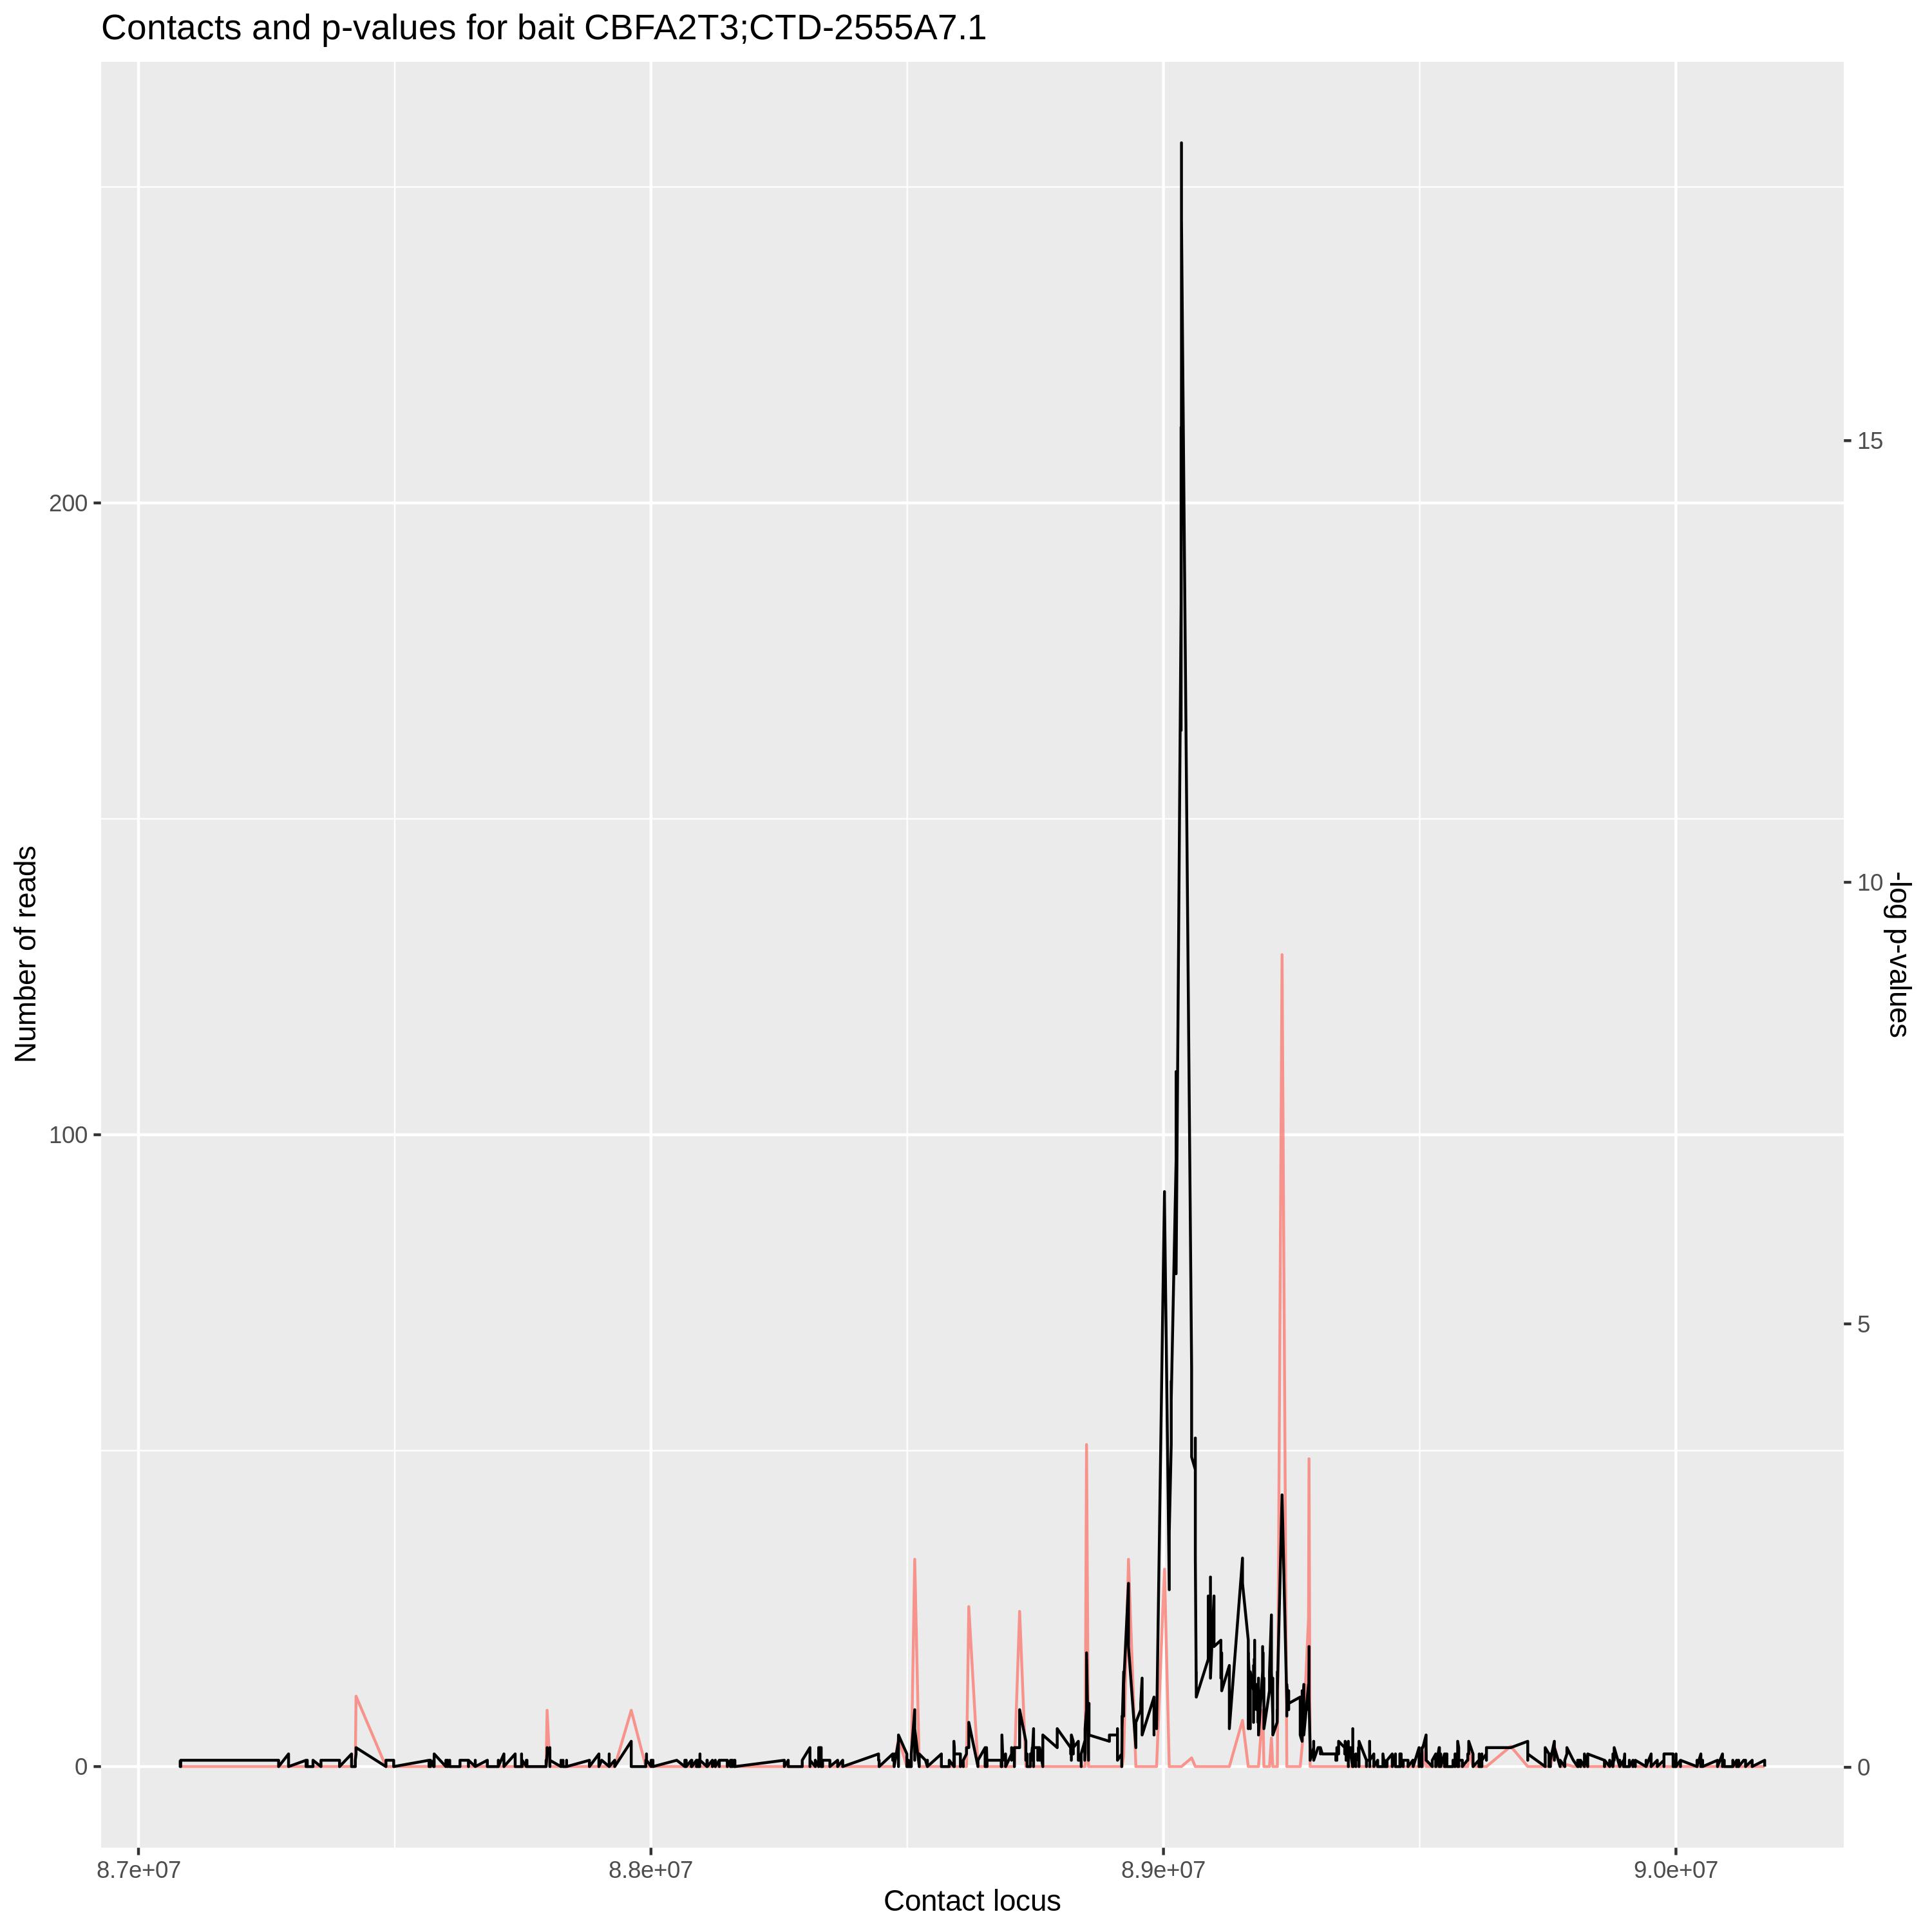 Contacts and p-values for bait CBFA2T3;CTD-2555A7.1
Number of reads
200
100
0
15
10
5
0
-log p-values
8.7e+07
8.8e+07
8.9e+07
9.0e+07
Contact locus